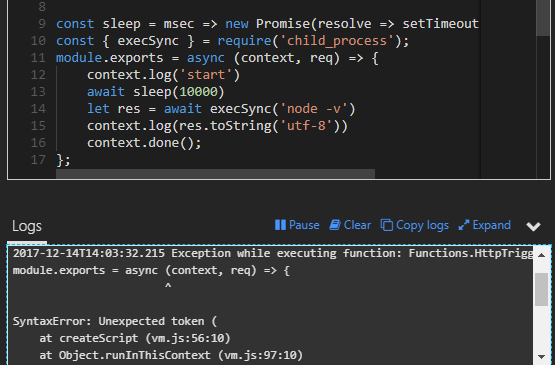 8
9 const sleep = msec => new Promise(resolve => setTimeout
10 const { execSync } = require('child_process');
11 module.exports = async (context, req) => {
12 context.log('start')
13 await sleep(10000)
14 let res = await execSync('node -v')
15 context.log(res.toString('utf-8'))
16 context.done();
17 };
Logs Pause Clear Copy logs Expand
2017-12-14T14:03:32.215 Exception while executing function: Functions.HttpTrigg
module.exports = async (context, req) => {
^
SyntaxError: Unexpected token (
at createScript (vm.js:56:10)
at Object.runInThisContext (vm.js:97:10)